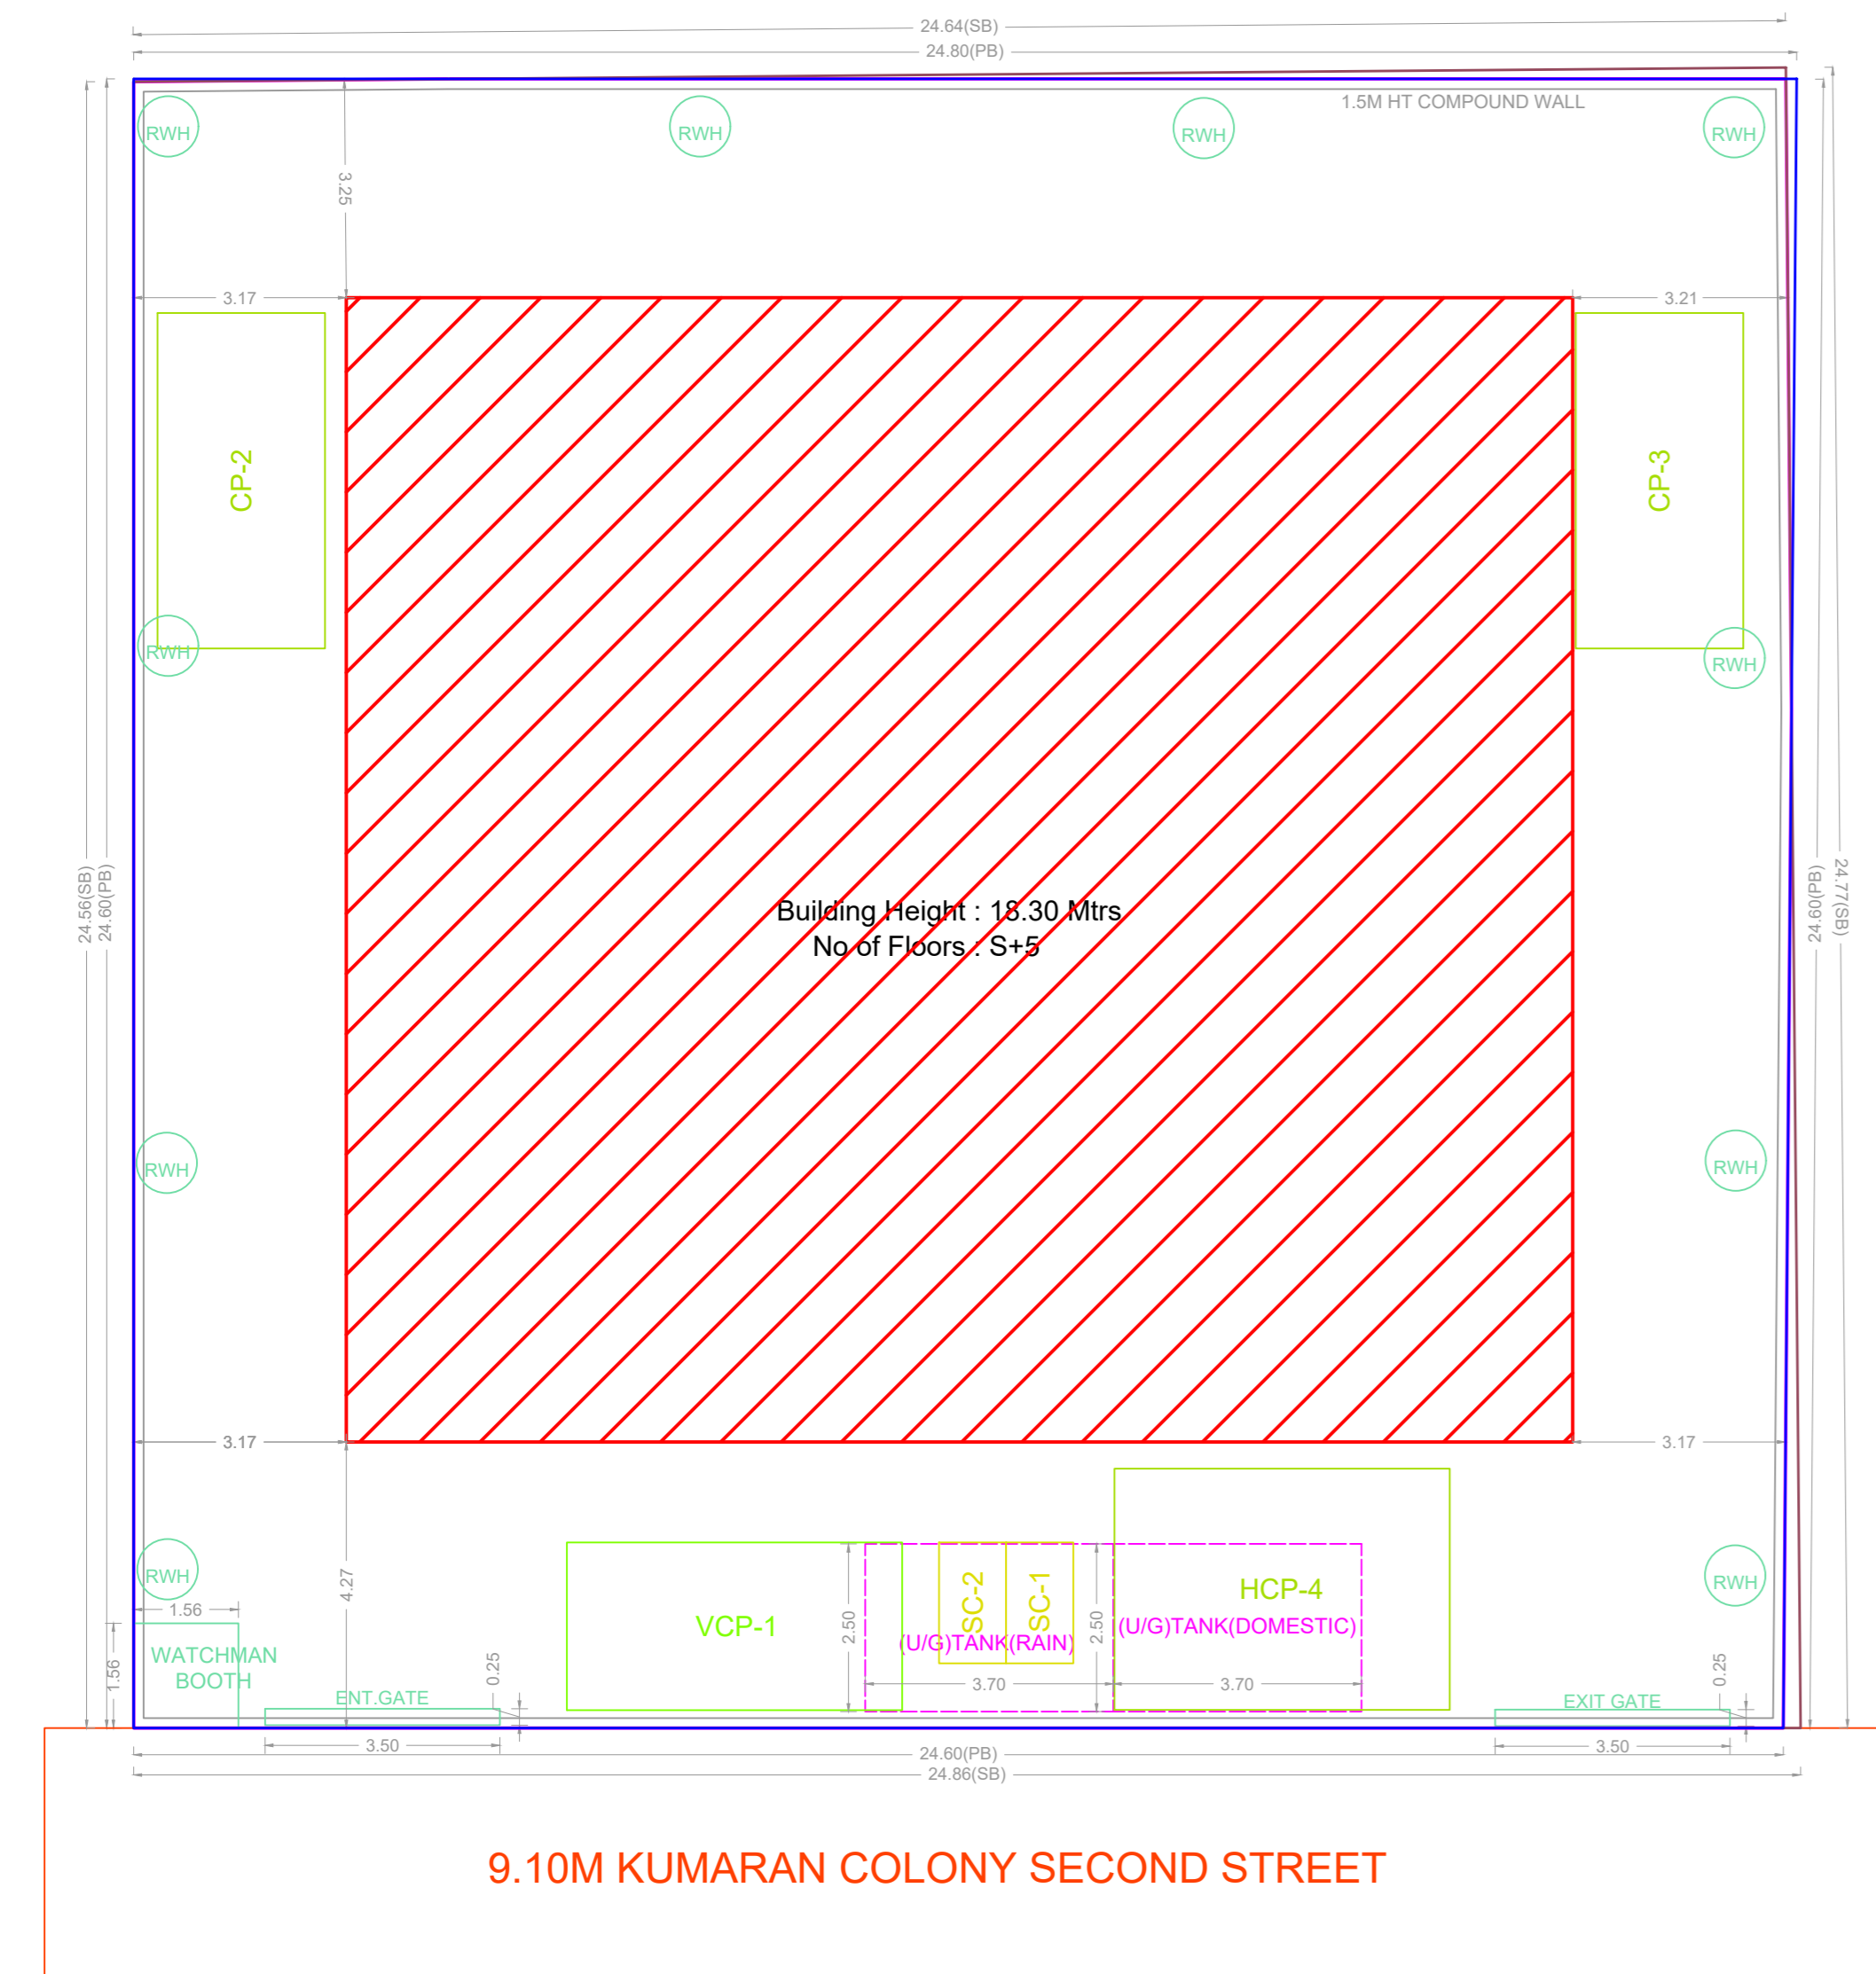 24.64(SB)
24.80(PB)
1.5M HT COMPOUND WALL
RWH
RWH
RWH
RWH
3.25
3.17
3.21
CP-2
CP-3
RWH
RWH
24.56(SB)
24.60(PB)
24.60(PB)
24.77(SB)
Building Height : 18.30 Mtrs
No of Floors : S+5
RWH
RWH
3.17
3.17
4.27
RWH
RWH
1.56
1.56
WATCHMAN
BOOTH
ENT.GATE
0.25
3.50
VCP-1
2.50
SC-2
SC-1
(U/G)TANK(RAIN)
2.50
HCP-4
(U/G)TANK(DOMESTIC)
3.70
3.70
EXIT GATE
0.25
3.50
24.60(PB)
24.86(SB)
9.10M KUMARAN COLONY SECOND STREET